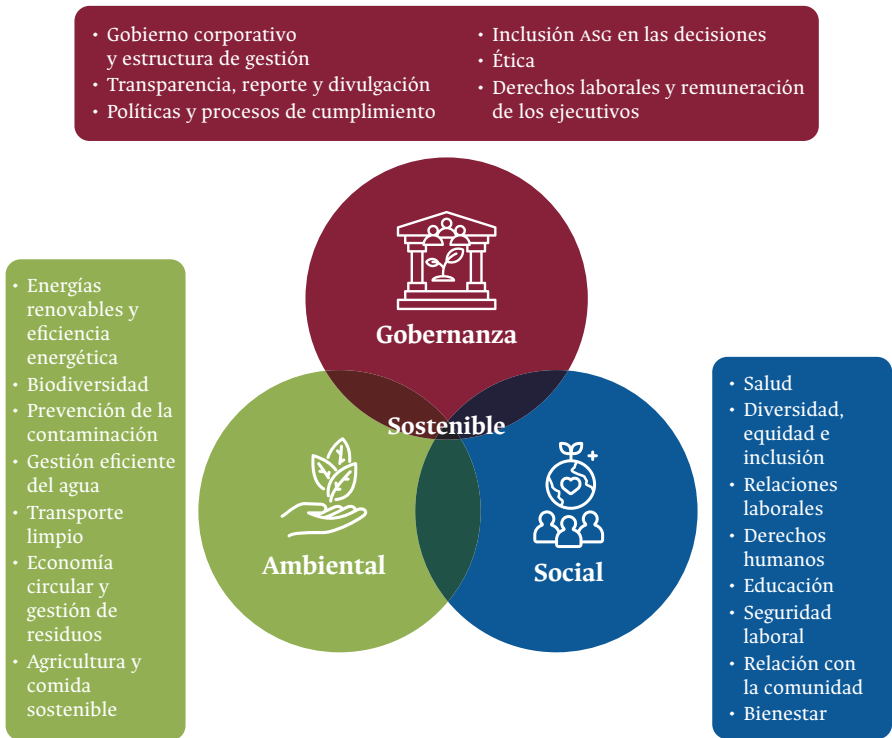 • Gobierno corporativo
y estructura de gestión
• Transparencia, reporte y divulgación
• Políticas y procesos de cumplimiento
• Inclusión ASG en las decisiones
• Ética
• Derechos laborales y remuneración
de los ejecutivos
Gobernanza
Sostenible
Ambiental
Social
• Energías
renovables y
eficiencia
energética
• Biodiversidad
• Prevención de la
contaminación
• Gestión eficiente
del agua
• Transporte
limpio
• Economía
circular y
gestión de
residuos
• Agricultura y
comida
sostenible
• Salud
• Diversidad,
equidad e
inclusión
• Relaciones
laborales
• Derechos
humanos
• Educación
• Seguridad
laboral
• Relación con
la comunidad
• Bienestar